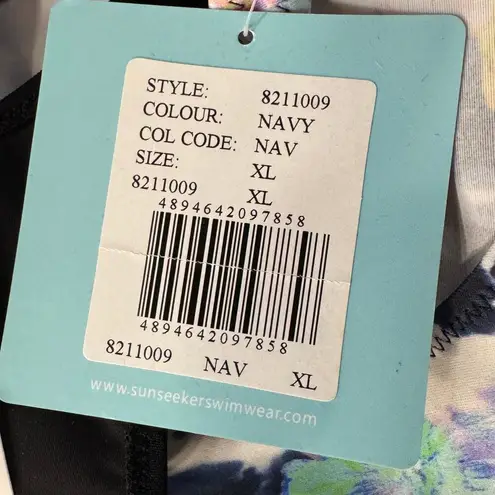 STYLE: 8211009
COLOUR: NAVY
COL CODE: NAV
SIZE: XL
8211009 XL
4894642097858
4894642097858
8211009 NAV XL
www.sunseekerswimwear.com